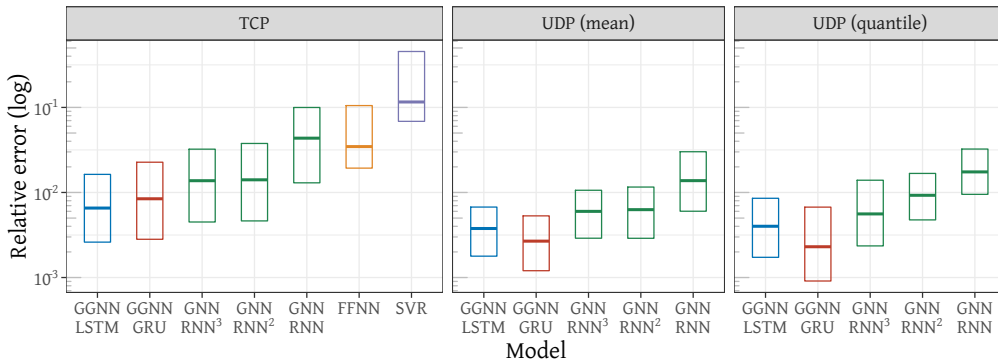 TCP UDP (mean) UDP (quantile)
Relative error (log)
10⁻¹
10⁻²
10⁻³
GGNN GGNN GNN GNN GNN FFNN SVR GGNN GGNN GNN GNN GNN GGNN GGNN GNN GNN GNN
LSTM GRU RNN³ RNN² RNN LSTM GRU RNN³ RNN² RNN LSTM GRU RNN³ RNN² RNN
Model